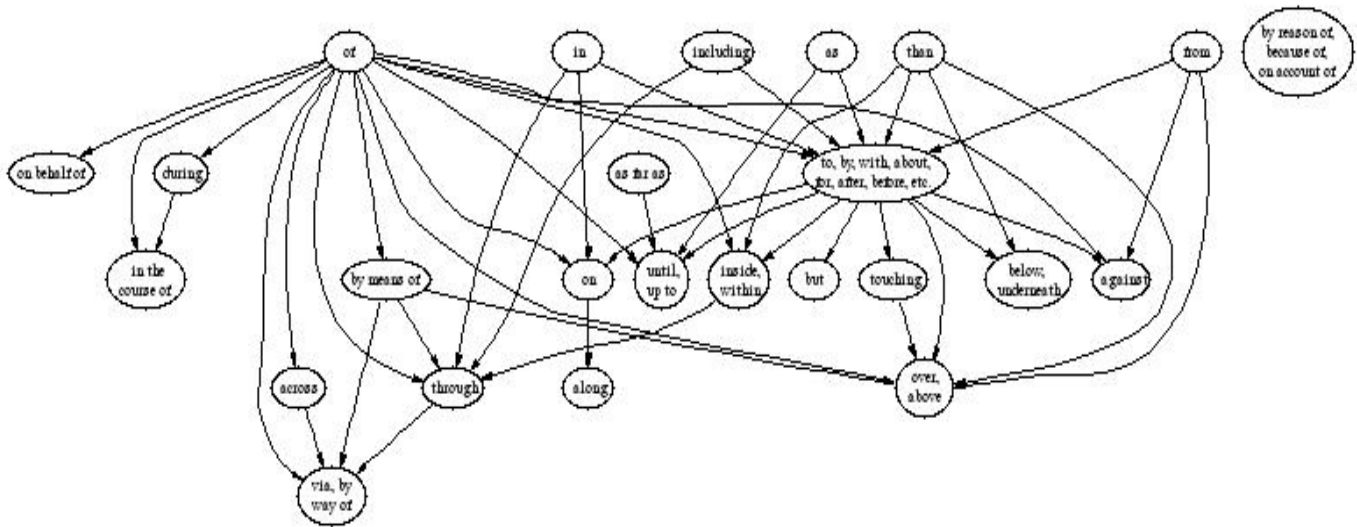 of
in
including
as
than
from
by reason of,
because of,
on account of
on behalf of
during
as far as
to, by, with, about,
for, after, before, etc.
in the
course of
by means of
on
until,
up to
inside,
within
but
touching
below,
underneath
against
across
through
along
over,
above
via, by
way of